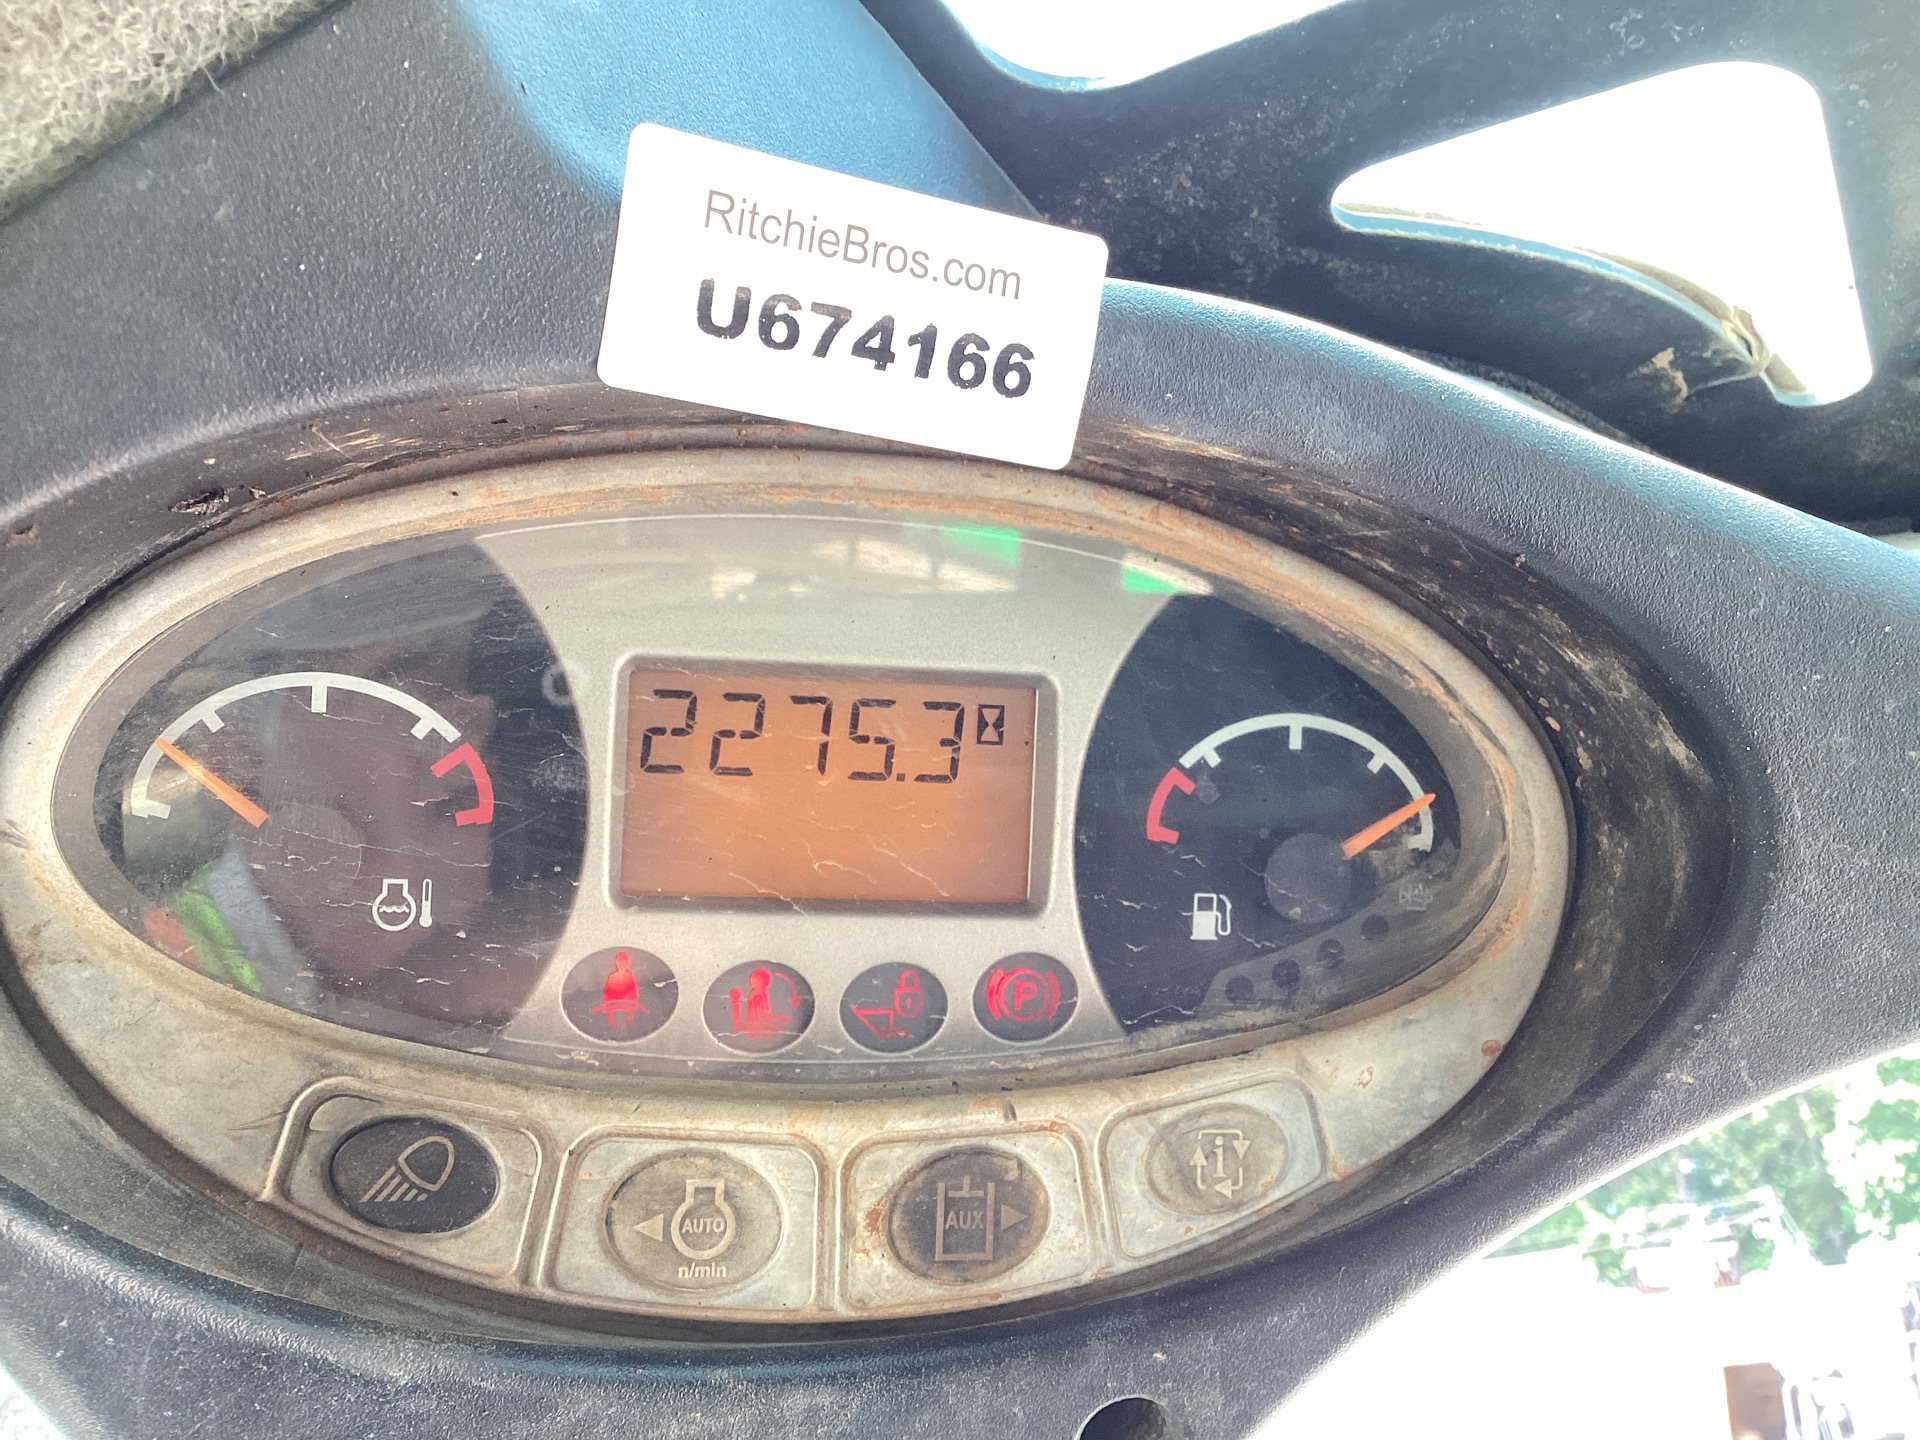 RitchieBros.com
U674166
2275.3
P
AUTO
n/min
AUX
i